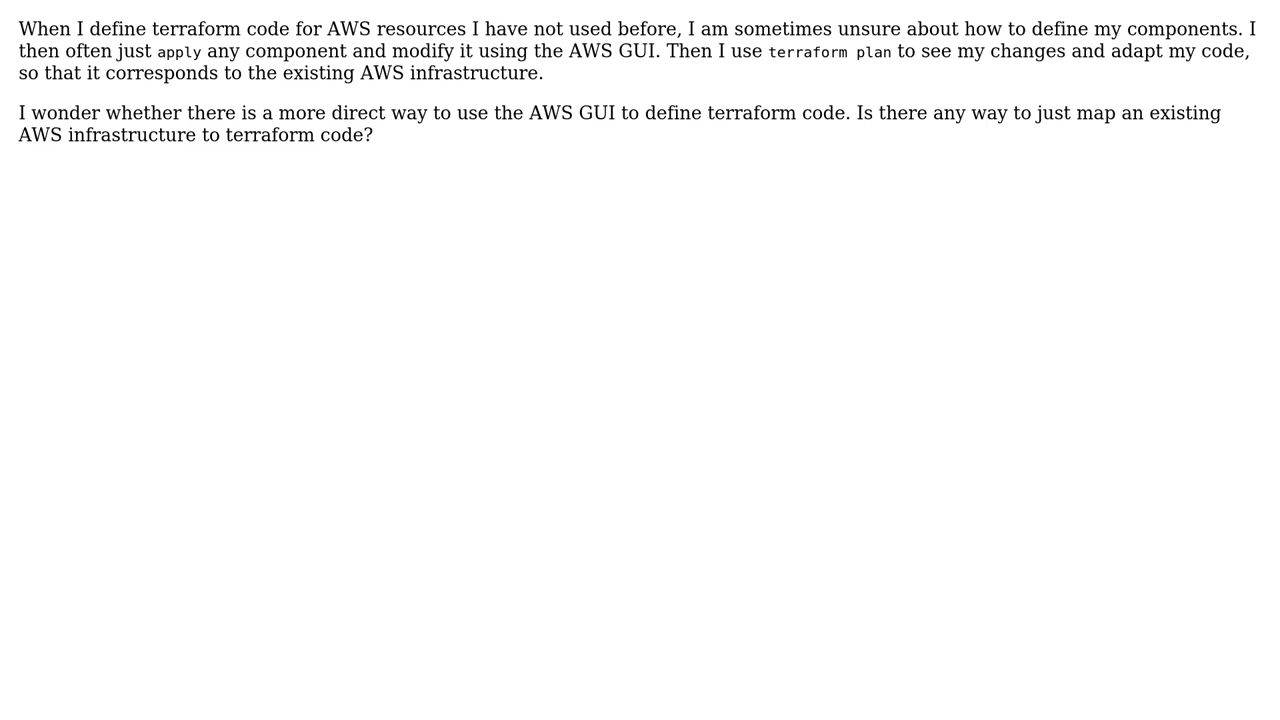 When I define terraform code for AWS resources I have not used before, I am sometimes unsure about how to define my components. I
then often just apply any component and modify it using the AWS GUI. Then I use terraform plan to see my changes and adapt my code,
so that it corresponds to the existing AWS infrastructure.
I wonder whether there is a more direct way to use the AWS GUI to define terraform code. Is there any way to just map an existing
AWS infrastructure to terraform code?